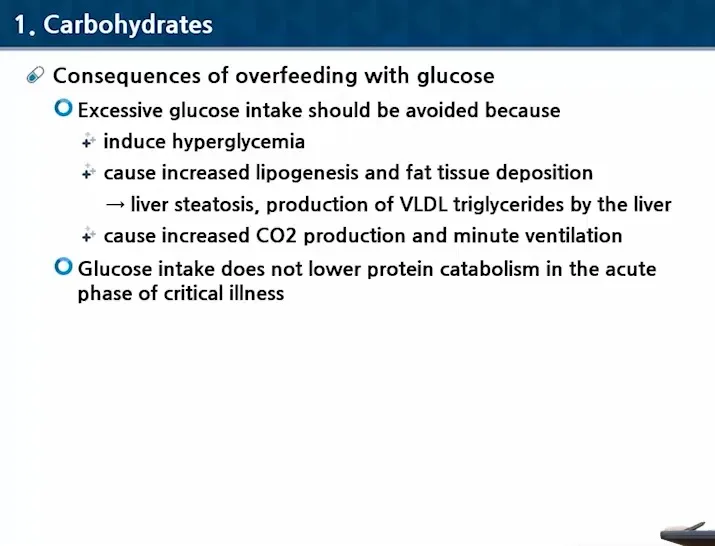 1. Carbohydrates
Consequences of overfeeding with glucose
Excessive glucose intake should be avoided because
induce hyperglycemia
cause increased lipogenesis and fat tissue deposition
→ liver steatosis, production of VLDL triglycerides by the liver
cause increased CO2 production and minute ventilation
Glucose intake does not lower protein catabolism in the acute
phase of critical illness